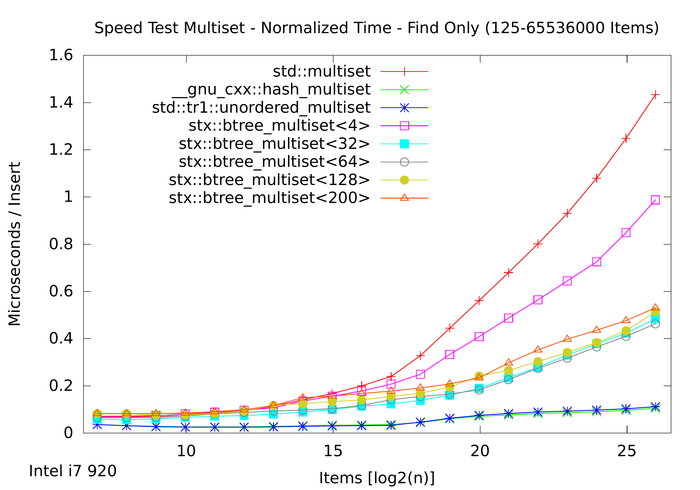 Speed Test Multiset - Normalized Time - Find Only (125-65536000 Items)
1.6
1.4
1.2
1
0.8
0.6
0.4
0.2
0
Microseconds / Insert
std::multiset
__gnu_cxx::hash_multiset
std::tr1::unordered_multiset
stx::btree_multiset<4>
stx::btree_multiset<32>
stx::btree_multiset<64>
stx::btree_multiset<128>
stx::btree_multiset<200>
10 15 20 25
Items [log2(n)]
Intel i7 920